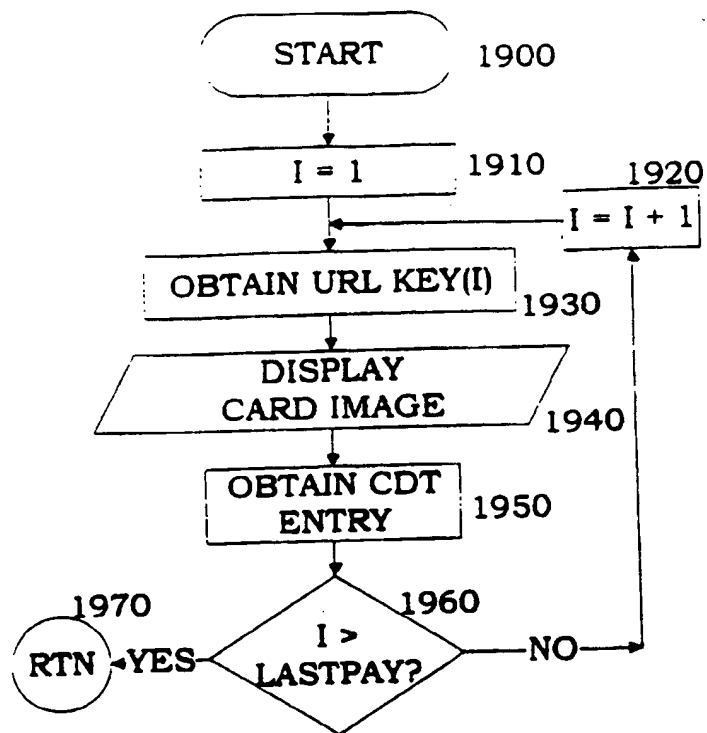 START
1900
I = 1
1910
1920
I = I + 1
OBTAIN URL KEY(I)
1930
DISPLAY
CARD IMAGE
1940
OBTAIN CDT
ENTRY
1950
1960
I >
LASTPAY?
YES
1970
RTN
NO